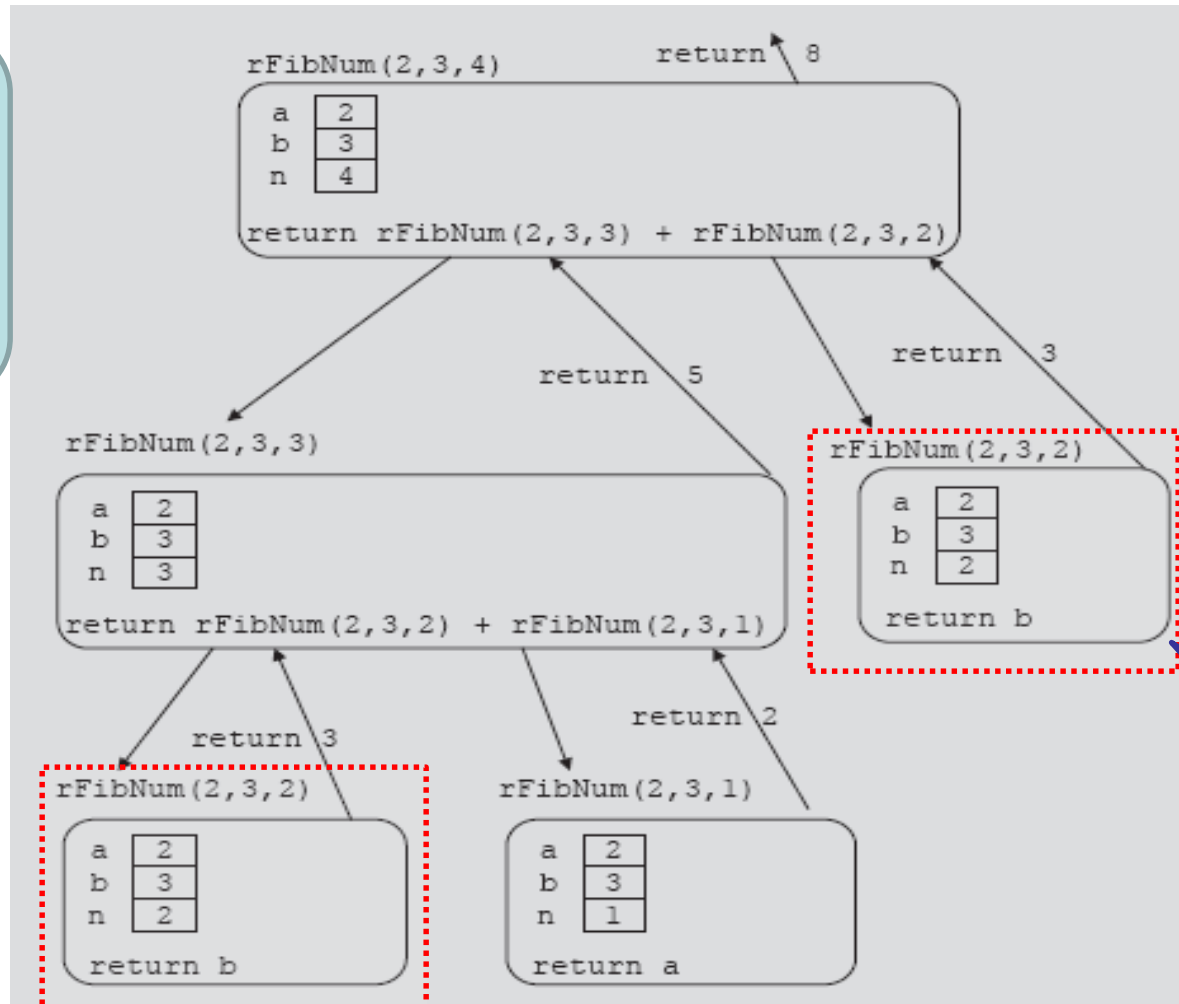 rFibNum(2,3,4)
return 8
a 2
b 3
n 4
return rFibNum(2,3,3) + rFibNum(2,3,2)
return 5
return 3
rFibNum(2,3,3)
a 2
b 3
n 3
return rFibNum(2,3,2) + rFibNum(2,3,1)
rFibNum(2,3,2)
a 2
b 3
n 2
return b
return 3
return 2
rFibNum(2,3,2)
a 2
b 3
n 2
return b
rFibNum(2,3,1)
a 2
b 3
n 1
return a